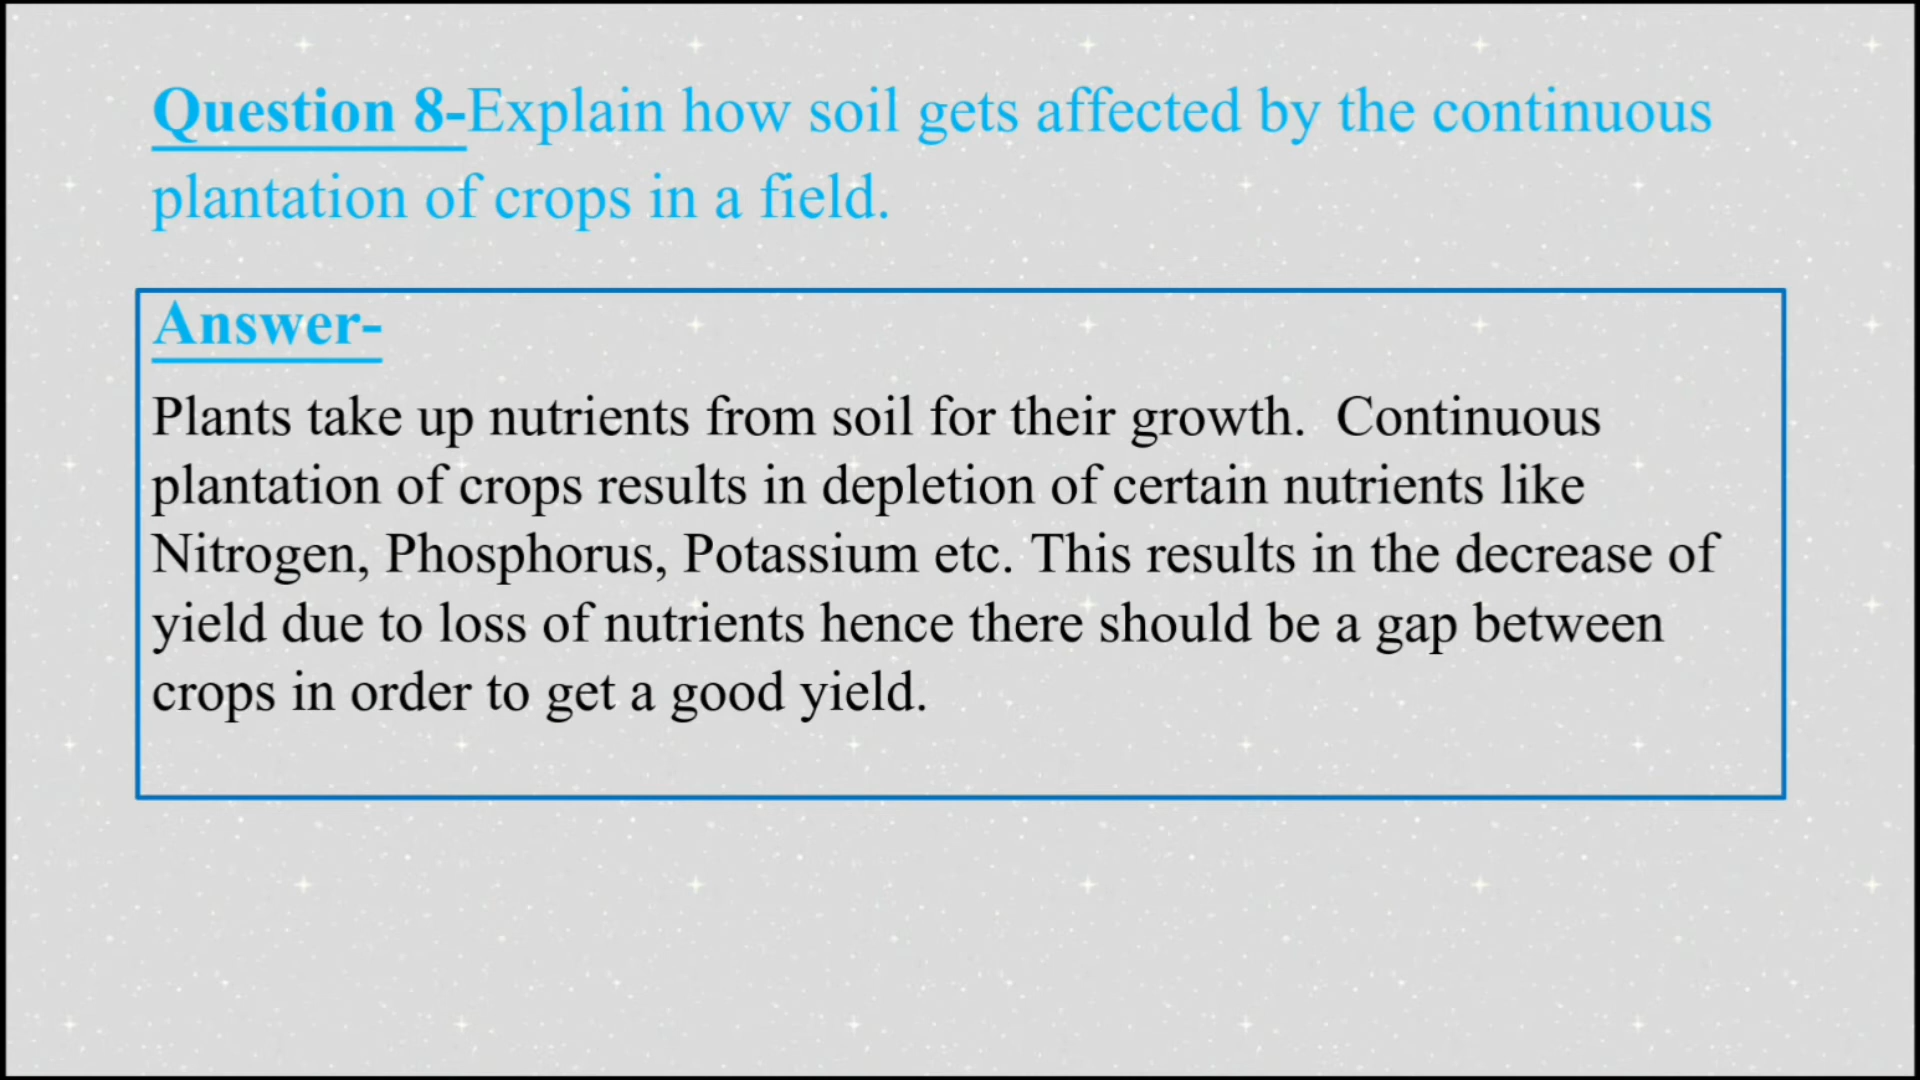 Question 8-Explain how soil gets affected by the continuous
plantation of crops in a field.
Answer-
Plants take up nutrients from soil for their growth.  Continuous
plantation of crops results in depletion of certain nutrients like
Nitrogen, Phosphorus, Potassium etc. This results in the decrease of
yield due to loss of nutrients hence there should be a gap between
crops in order to get a good yield.